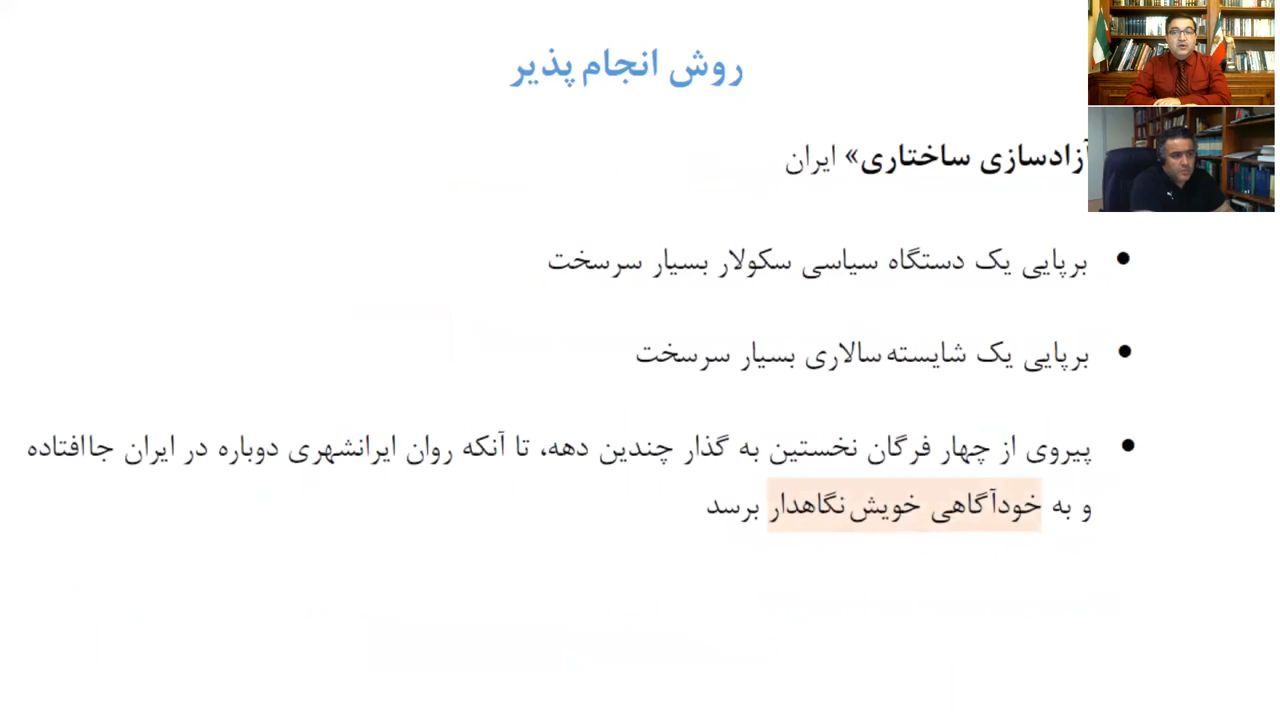 روش انجام پذیر
آزادسازی ساختاری» ایران
برپایی یک دستگاه سیاسی سکولار بسیار سرسخت
برپایی یک شایسته‌سالاری بسیار سرسخت
پیروی از چهار فرگان نخستین به گذار چندین دهه، تا آنکه روان ایرانشهری دوباره در ایران جاافتاده
و به خودآگاهی خویش‌نگاهدار برسد